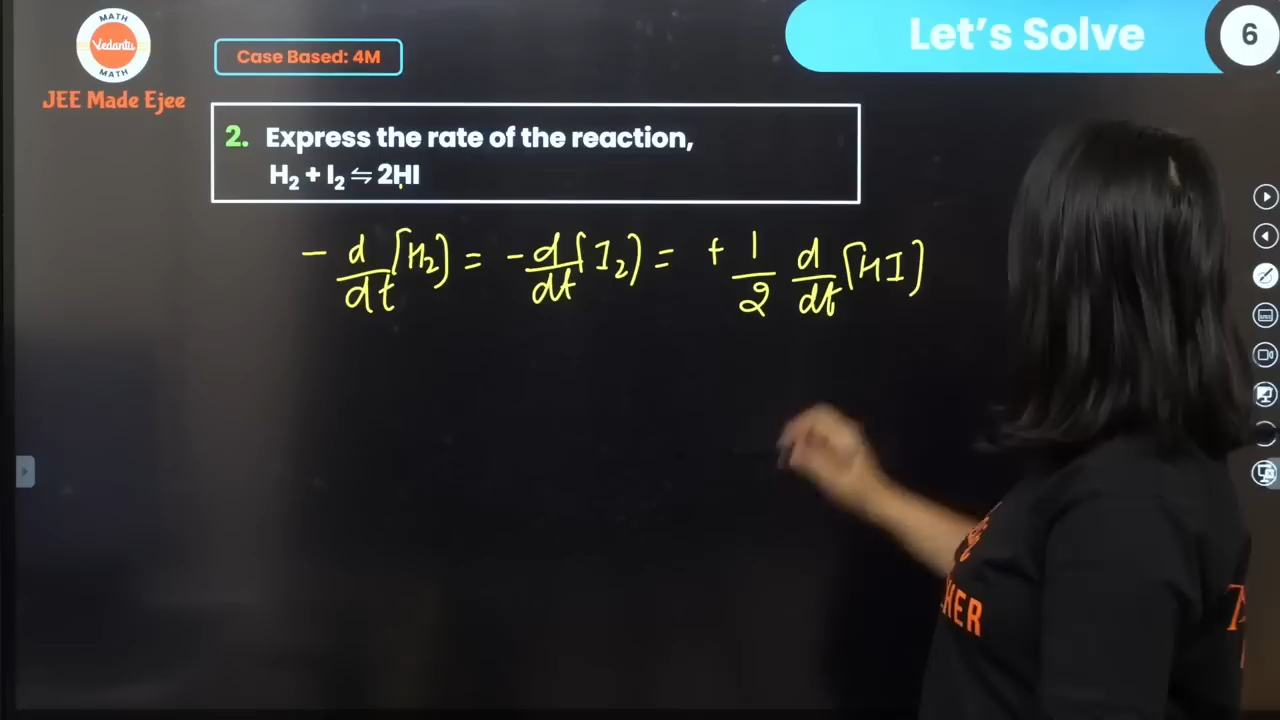 MATH
Vedantu
MATH
JEE Made Ejee
Case Based: 4M
Let's Solve
6
2. Express the rate of the reaction,
H₂ + I₂ ⇋ 2HI
- d/dt [H₂] = - d/dt [I₂] = + 1/2 d/dt [HI]
HER